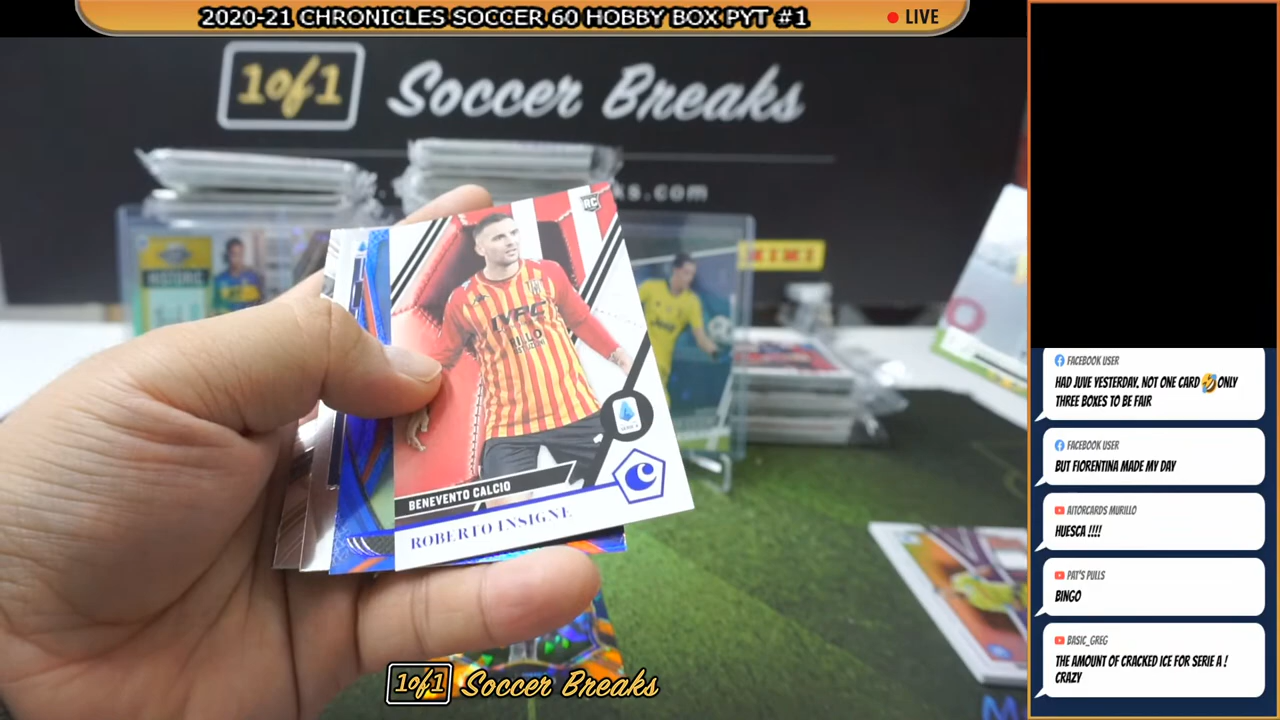 2020-21 CHRONICLES SOCCER 60 HOBBY BOX PYT #1
LIVE
1of1 Soccer Breaks
ks.com
HISTORIC
RC
BENEVENTO CALCIO
ROBERTO INSIGNE
C
FACEBOOK USER
HAD JUVE YESTERDAY, NOT ONE CARD🤣ONLY
THREE BOXES TO BE FAIR
FACEBOOK USER
BUT FIORENTINA MADE MY DAY
AITORCARDS MURILLO
HUESCA !!!!
PAT'S PULLS
BINGO
BASIC_GREG
THE AMOUNT OF CRACKED ICE FOR SERIE A !
CRAZY
1of1 Soccer Breaks